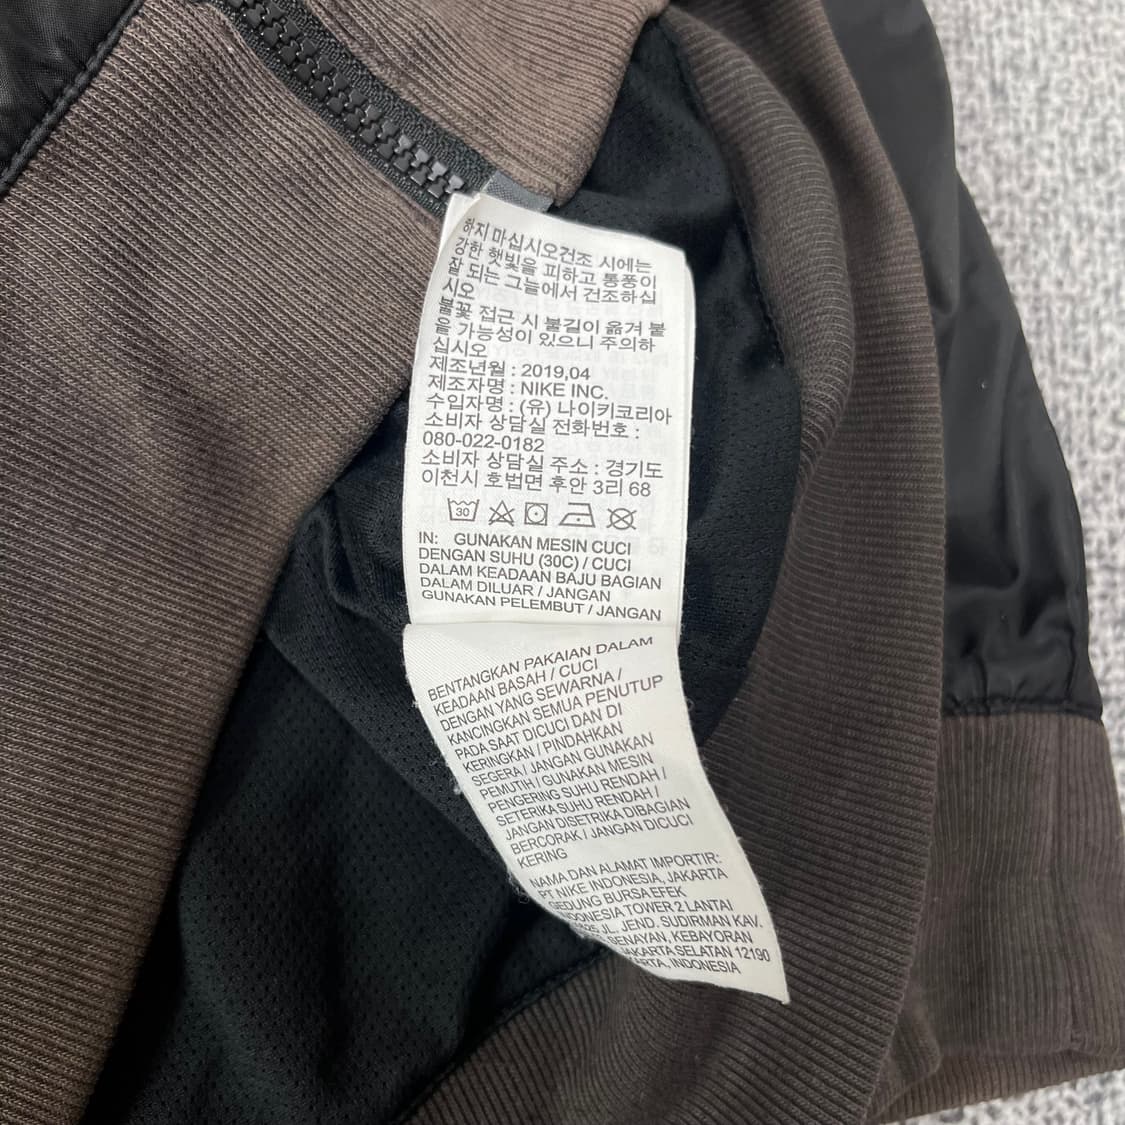 하지 마십시오건조 시에는
강한 햇빛을 피하고 통풍이
잘 되는 그늘에서 건조하십
시오
불꽃 접근 시 불길이 옮겨 붙
을 가능성이 있으니 주의하
십시오
제조년월 : 2019,04
제조자명 : NIKE INC.
수입자명 : (유) 나이키코리아
소비자 상담실 전화번호 :
080-022-0182
소비자 상담실 주소 : 경기도
이천시 호법면 후안 3리 68
30
IN: GUNAKAN MESIN CUCI
DENGAN SUHU (30C) / CUCI
DALAM KEADAAN BAJU BAGIAN
DALAM DILUAR / JANGAN
GUNAKAN PELEMBUT / JANGAN
BENTANGKAN PAKAIAN DALAM
KEADAAN BASAH / CUCI
DENGAN YANG SEWARNA /
KANCINGKAN SEMUA PENUTUP
PADA SAAT DICUCI DAN DI
KERINGKAN / PINDAHKAN
SEGERA / JANGAN GUNAKAN
PEMUTIH / GUNAKAN MESIN
PENGERING SUHU RENDAH /
SETERIKA SUHU RENDAH /
JANGAN DISETRIKA DIBAGIAN
BERCORAK / JANGAN DICUCI
KERING
NAMA DAN ALAMAT IMPORTIR:
PT NIKE INDONESIA, JAKARTA
GEDUNG BURSA EFEK
INDONESIA TOWER 2 LANTAI
JL. JEND. SUDIRMAN KAV.
SENAYAN, KEBAYORAN
JAKARTA SELATAN 12190
INDONESIA